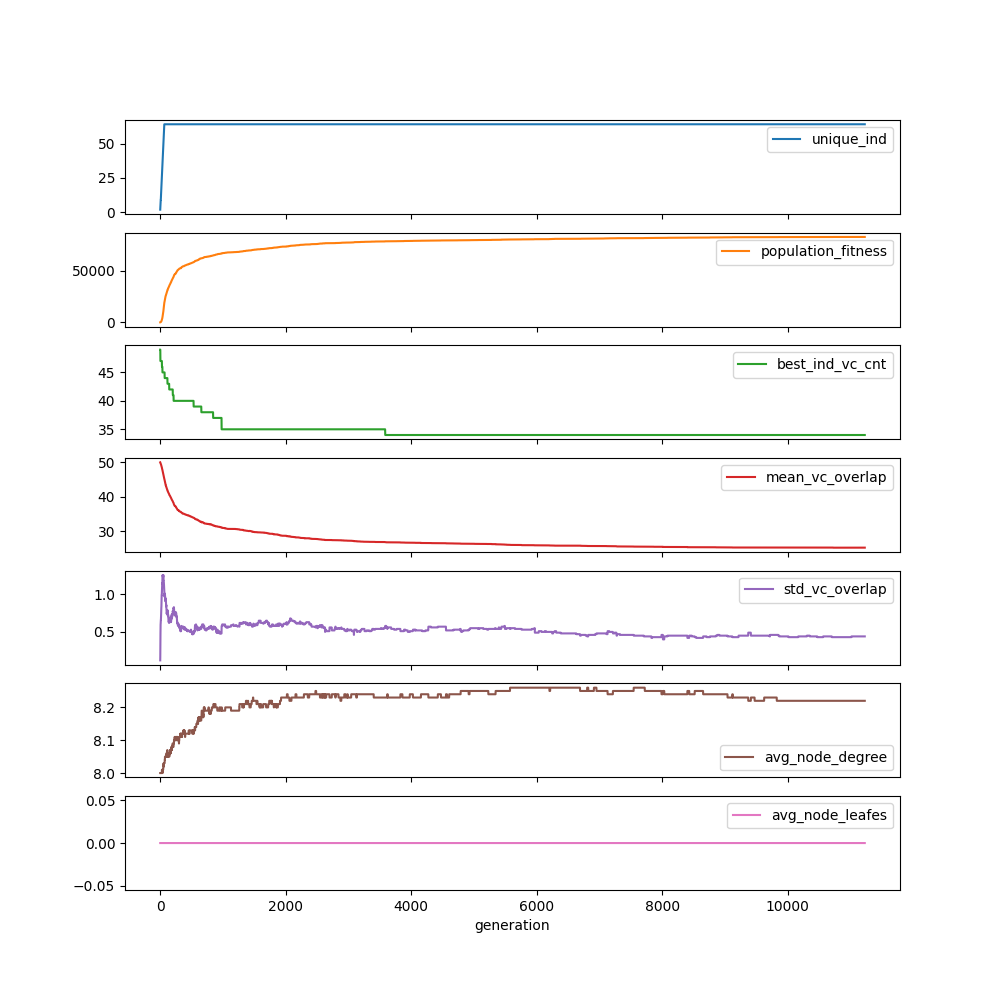 50
25
0
unique_ind
50000
0
population_fitness
45
40
35
best_ind_vc_cnt
50
40
30
mean_vc_overlap
1.0
0.5
std_vc_overlap
8.2
8.1
8.0
avg_node_degree
0.05
0.00
−0.05
avg_node_leafes
0 2000 4000 6000 8000 10000
generation